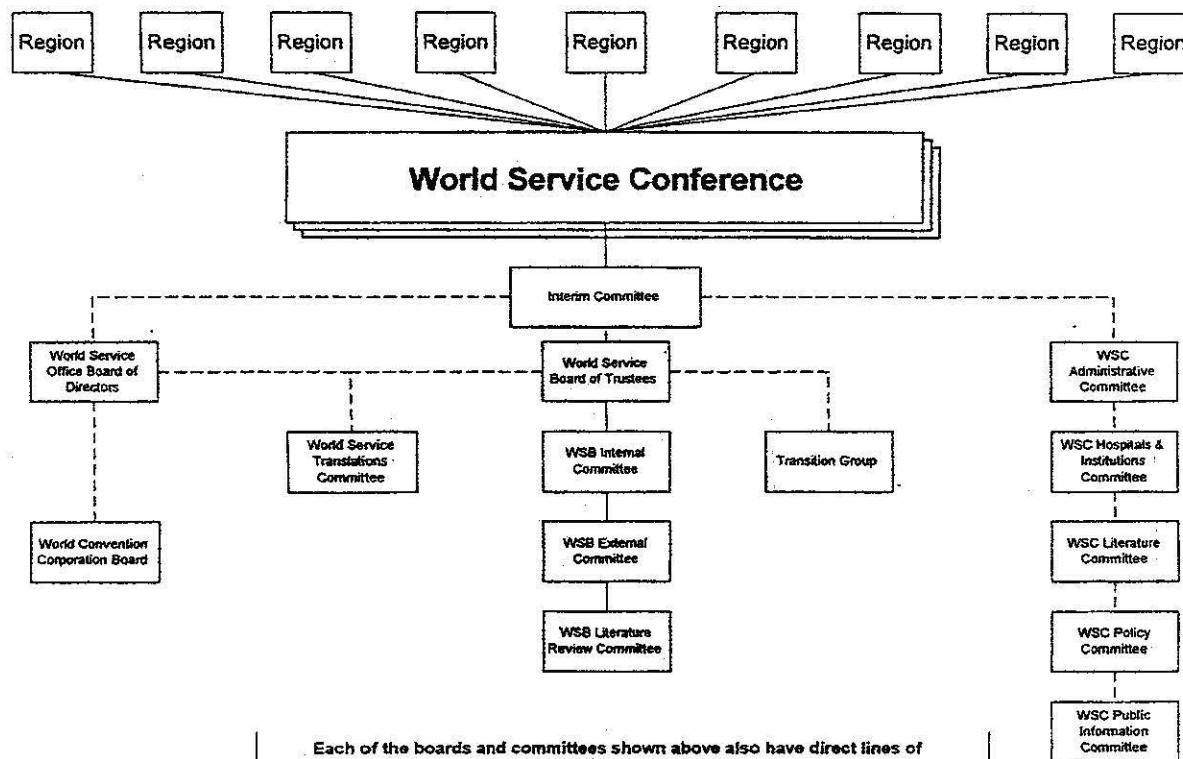 Region
Region
Region
Region
Region
Region
Region
Region
Region
World Service Conference
Interim Committee
World Service
Office Board of
Directors
World Service
Board of Trustees
WSC
Administrative
Committee
World Service
Translations
Committee
WSB Internal
Committee
Transition Group
WSC Hospitals &
Institutions
Committee
World Convention
Corporation Board
WSB External
Committee
WSC Literature
Committee
WSB Literature
Review Committee
WSC Policy
Committee
WSC Public
Information
Committee
Each of the boards and committees shown above also have direct lines of